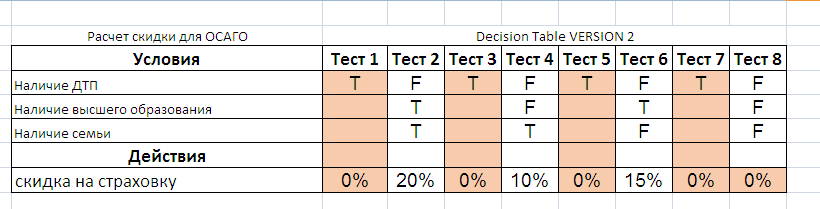 Расчет скидки для ОСАГО Decision Table VERSION 2
Условия Тест 1 Тест 2 Тест 3 Тест 4 Тест 5 Тест 6 Тест 7 Тест 8
Наличие ДТП T F T F T F T F
Наличие высшего образования T F T F
Наличие семьи T T F F
Действия
скидка на страховку 0% 20% 0% 10% 0% 15% 0% 0%